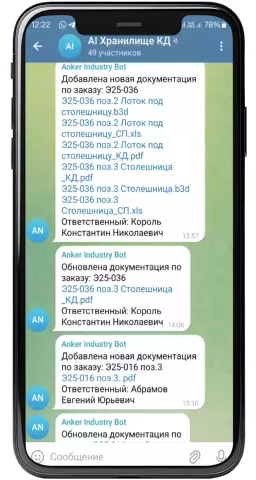 12:22
78%
AI
AI Хранилище КД
49 участников
Anker Industry Bot
Добавлена новая документация
по заказу: Э25-036
Э25-036 поз.2 Лоток под
столешницу.b3d
Э25-036 поз.2 Лоток под
столешницу_СП.xls
Э25-036 поз.2 Лоток под
столешницу_КД.pdf
Э25-036 поз.3 Столешница
_КД.pdf
Э25-036 поз.3 Столешница.b3d
Э25-036 поз.3
Столешница_СП.xls
Ответственный: Король
Константин Николаевич
12:57
AN
Anker Industry Bot
Обновлена документация по
заказу: Э25-036
Э25-036 поз.3 Столешница
_КД.pdf
Ответственный: Король
Константин Николаевич
14:06
AN
Anker Industry Bot
Добавлена новая документация
по заказу: Э25-016 поз.3
Э25-016 поз.3..pdf
Ответственный: Абрамов
Евгений Юрьевич
15:10
AN
Anker Industry Bot
Обновлена документация по
AN
Сообщение